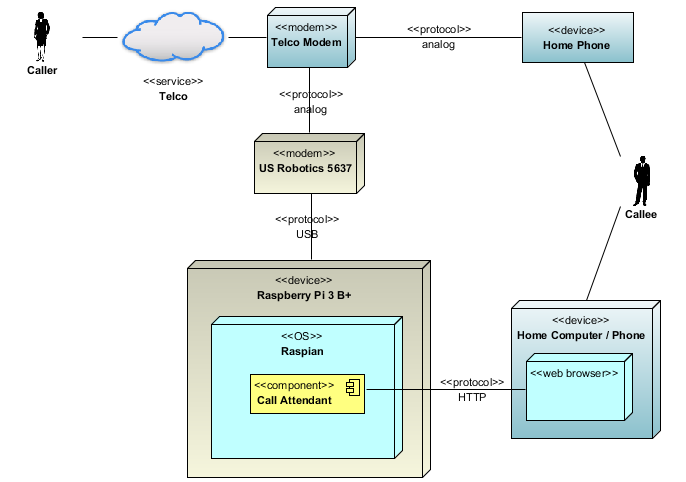 <<modem>>
Telco Modem
<<protocol>>
analog
<<device>>
Home Phone
Caller
<<service>>
Telco
<<protocol>>
analog
<<modem>>
US Robotics 5637
Callee
<<protocol>>
USB
<<device>>
Raspberry Pi 3 B+
<<OS>>
Raspian
<<component>>
Call Attendant
<<protocol>>
HTTP
<<device>>
Home Computer / Phone
<<web browser>>